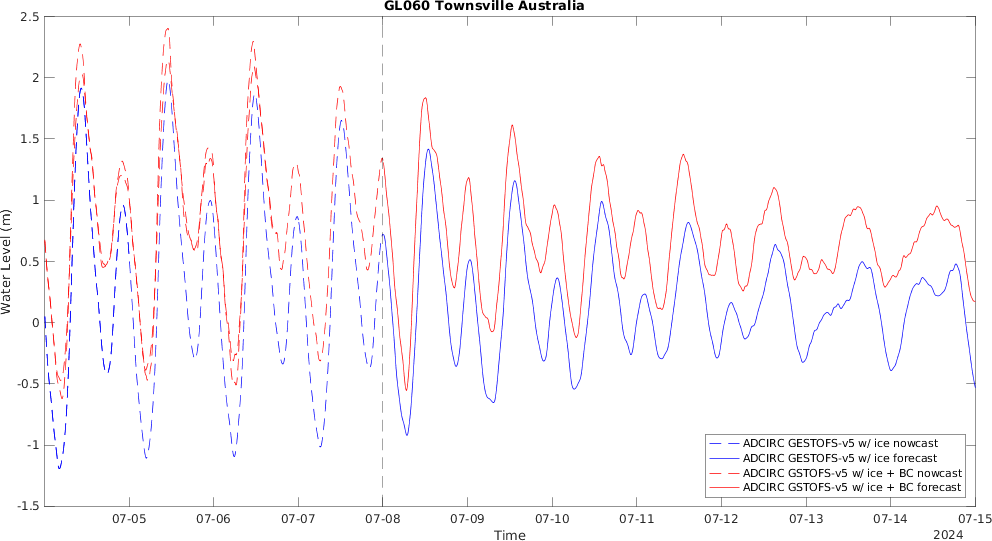 GL060 Townsville Australia
2.5
2
1.5
1
0.5
0
-0.5
-1
-1.5
Water Level (m)
07-05 07-06 07-07 07-08 07-09 07-10 07-11 07-12 07-13 07-14 07-15
Time
2024
ADCIRC GESTOFS-v5 w/ ice nowcast
ADCIRC GESTOFS-v5 w/ ice forecast
ADCIRC GSTOFS-v5 w/ ice + BC nowcast
ADCIRC GSTOFS-v5 w/ ice + BC forecast